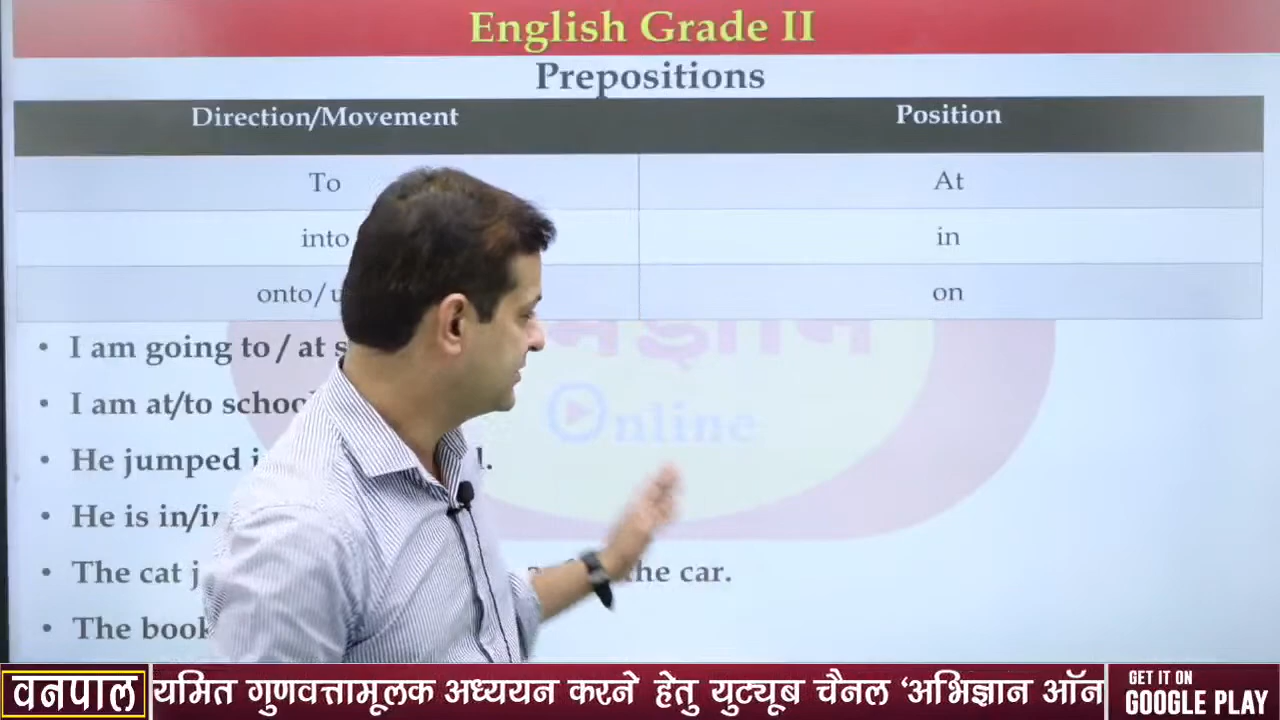 English Grade II
Prepositions
Direction/Movement Position
To At
into in
onto/ on
• I am going to / at
• I am at/to school
• He jumped
• He is
• The cat the car.
• The book
Online
वनपाल यमित गुणवत्तामूलक अध्ययन करने हेतु युट्यूब चैनल ‘अभिज्ञान ऑन GET IT ON
GOOGLE PLAY